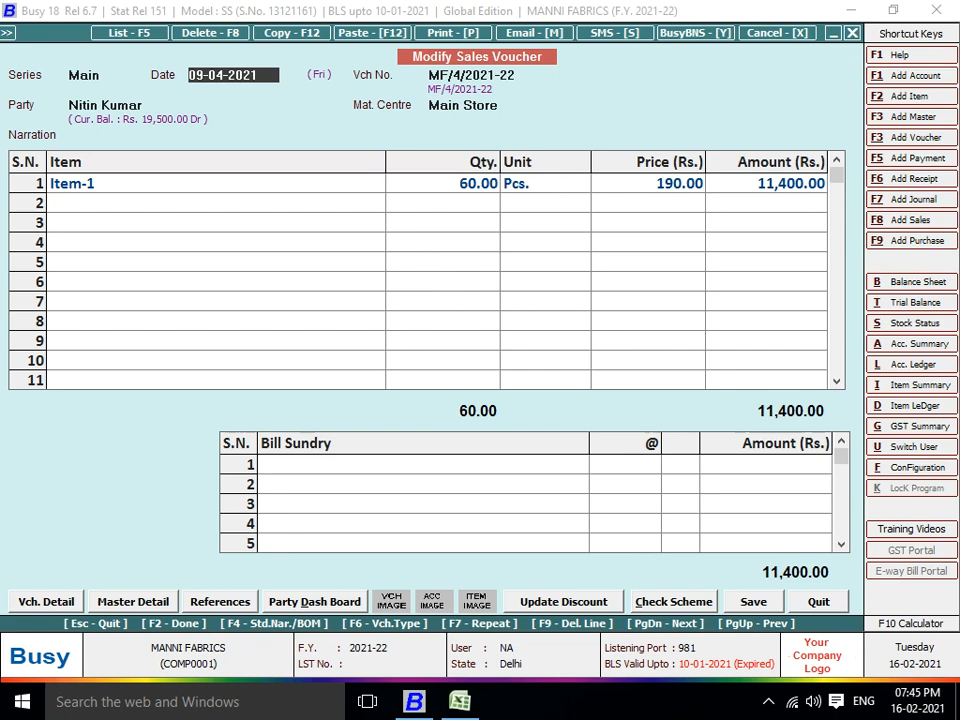 Busy 18 Rel 6.7 | Stat Rel 151 | Model : SS (S.No. 13121161) | BLS upto 10-01-2021 | Global Edition | MANNI FABRICS (F.Y. 2021-22)
>> List - F5 Delete - F8 Copy - F12 Paste - [F12] Print - [P] Email - [M] SMS - [S] BusyBNS - [Y] Cancel - [X]
Modify Sales Voucher
Series Main Date 09-04-2021 (Fri) Vch No. MF/4/2021-22
MF/4/2021-22
Party Nitin Kumar Mat. Centre Main Store
( Cur. Bal. : Rs. 19,500.00 Dr )
Narration
S.N. Item Qty. Unit Price (Rs.) Amount (Rs.)
1 Item-1 60.00 Pcs. 190.00 11,400.00
2
3
4
5
6
7
8
9
10
11
60.00 11,400.00
S.N. Bill Sundry @ Amount (Rs.)
1
2
3
4
5
11,400.00
Vch. Detail Master Detail References Party Dash Board VCH IMAGE ACC IMAGE ITEM IMAGE Update Discount Check Scheme Save Quit
[ Esc - Quit ] [ F2 - Done ] [ F4 - Std.Nar./BOM ] [ F6 - Vch.Type ] [ F7 - Repeat ] [ F9 - Del. Line ] [ PgDn - Next ] [ PgUp - Prev ]
Shortcut Keys
F1 Help
F1 Add Account
F2 Add Item
F3 Add Master
F3 Add Voucher
F5 Add Payment
F6 Add Receipt
F7 Add Journal
F8 Add Sales
F9 Add Purchase
B Balance Sheet
T Trial Balance
S Stock Status
A Acc. Summary
L Acc. Ledger
I Item Summary
D Item LeDger
G GST Summary
U Switch User
F ConFiguration
K LocK Program
Training Videos
GST Portal
E-way Bill Portal
F10 Calculator
Busy
MANNI FABRICS
(COMP0001)
F.Y. : 2021-22
LST No. :
User : NA
State : Delhi
Listening Port : 981
BLS Valid Upto : 10-01-2021 (Expired)
Your
Company
Logo
Tuesday
16-02-2021
Search the web and Windows
B
ENG
07:45 PM
16-02-2021